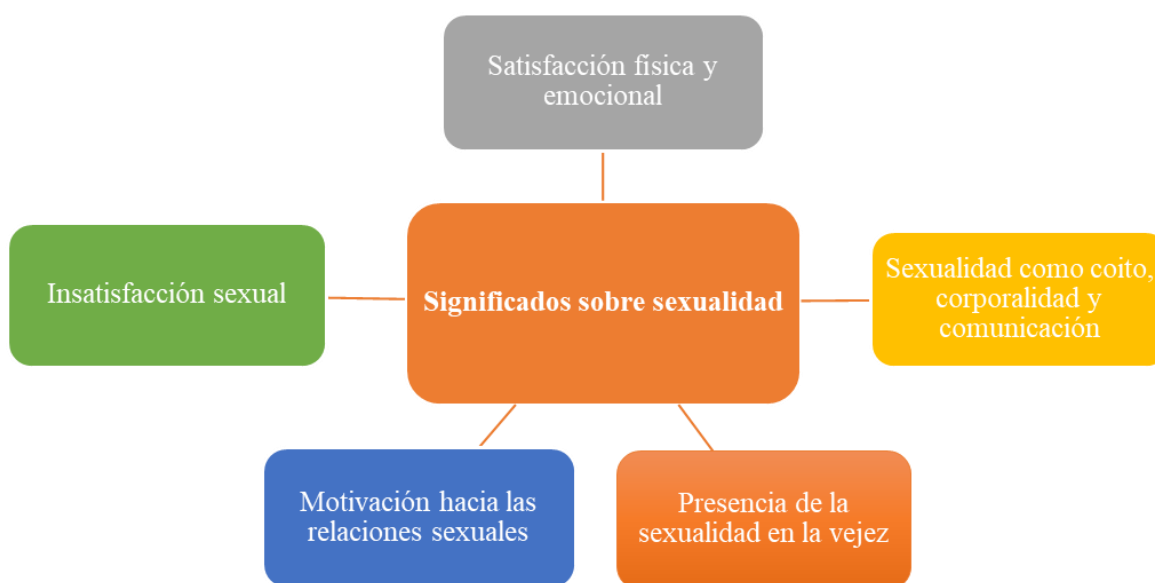 Satisfacción física y
emocional
Insatisfacción sexual
Significados sobre sexualidad
Sexualidad como coito,
corporalidad y
comunicación
Motivación hacia las
relaciones sexuales
Presencia de la
sexualidad en la vejez